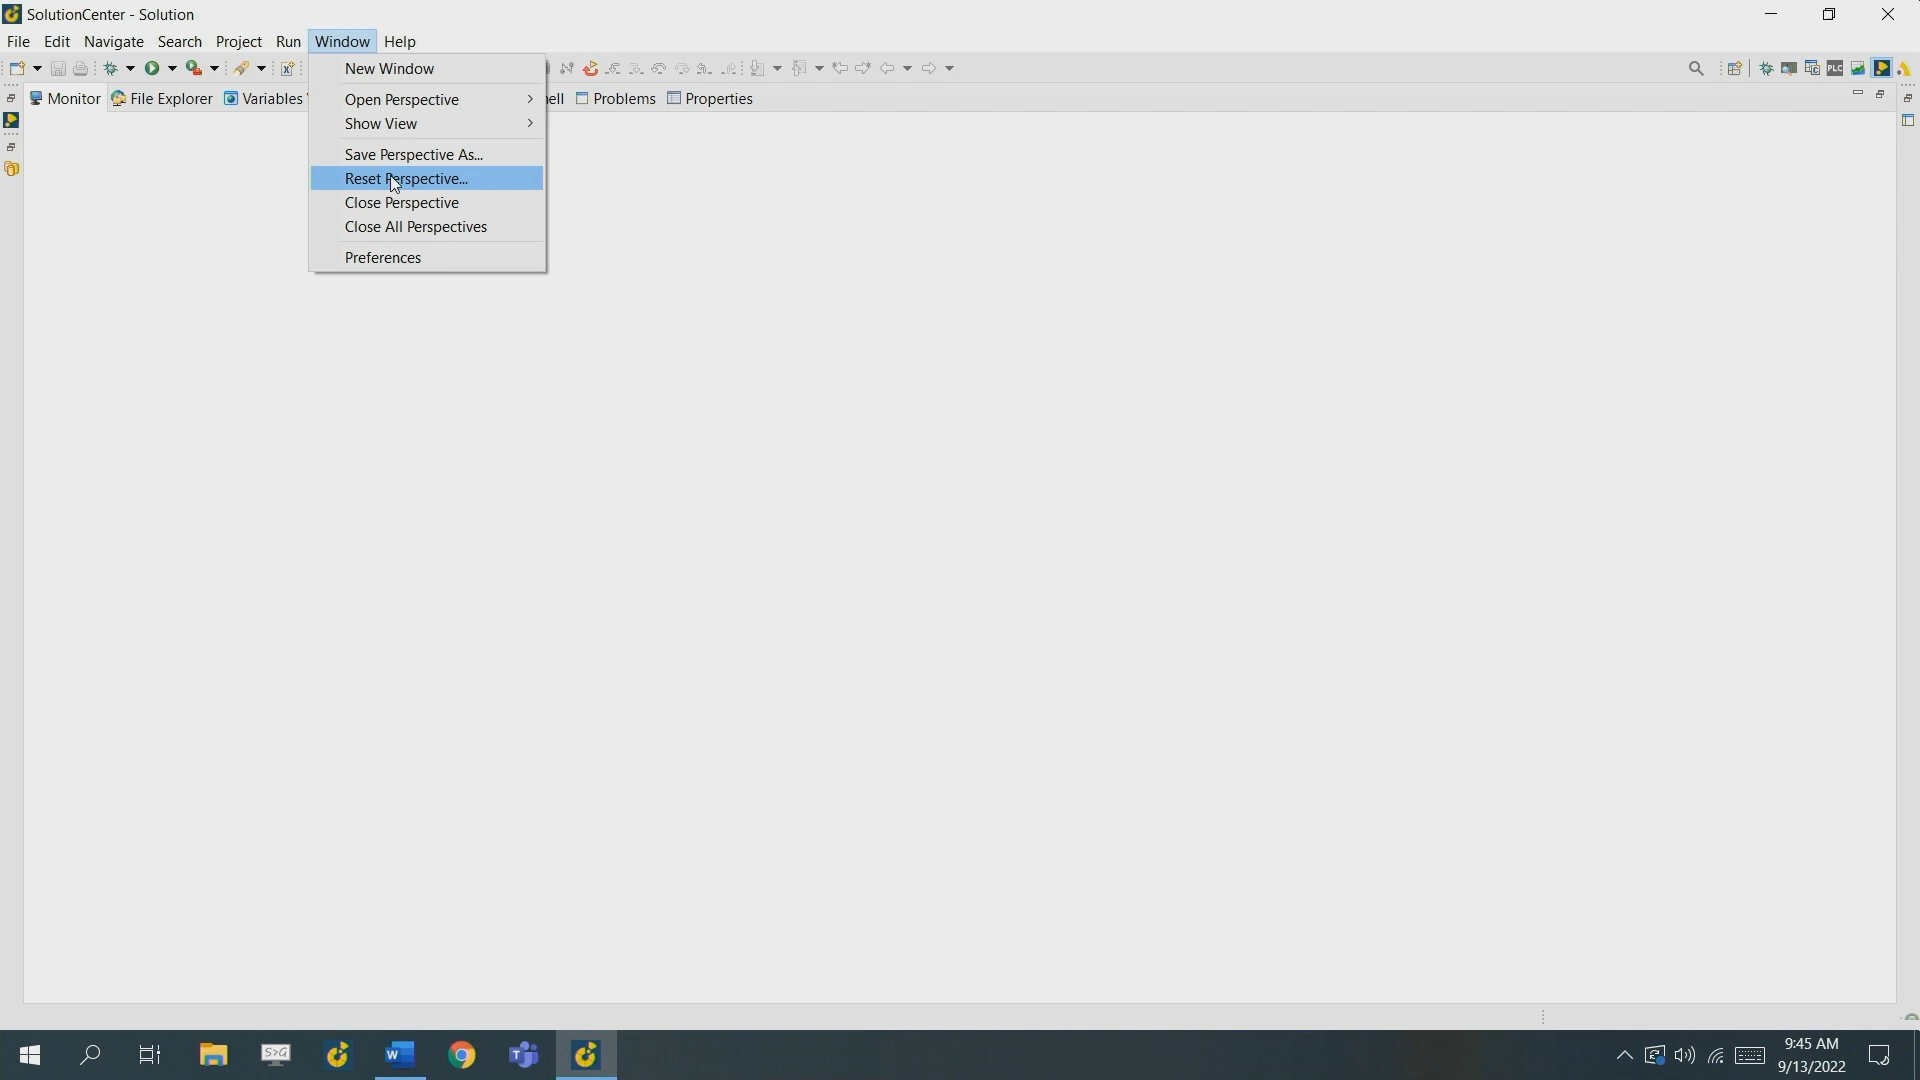 SolutionCenter - Solution
File Edit Navigate Search Project Run Window Help
Monitor File Explorer Variables Problems Properties
New Window
Open Perspective
Show View
Save Perspective As...
Reset Perspective...
Close Perspective
Close All Perspectives
Preferences
PLC
S>G
W
T
9:45 AM
9/13/2022